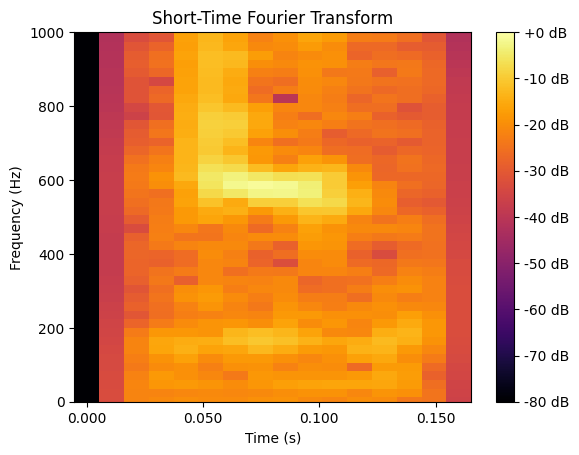 Short-Time Fourier Transform
1000
800
600
400
200
0
Frequency (Hz)
0.000
0.050
0.100
0.150
Time (s)
+0 dB
-10 dB
-20 dB
-30 dB
-40 dB
-50 dB
-60 dB
-70 dB
-80 dB